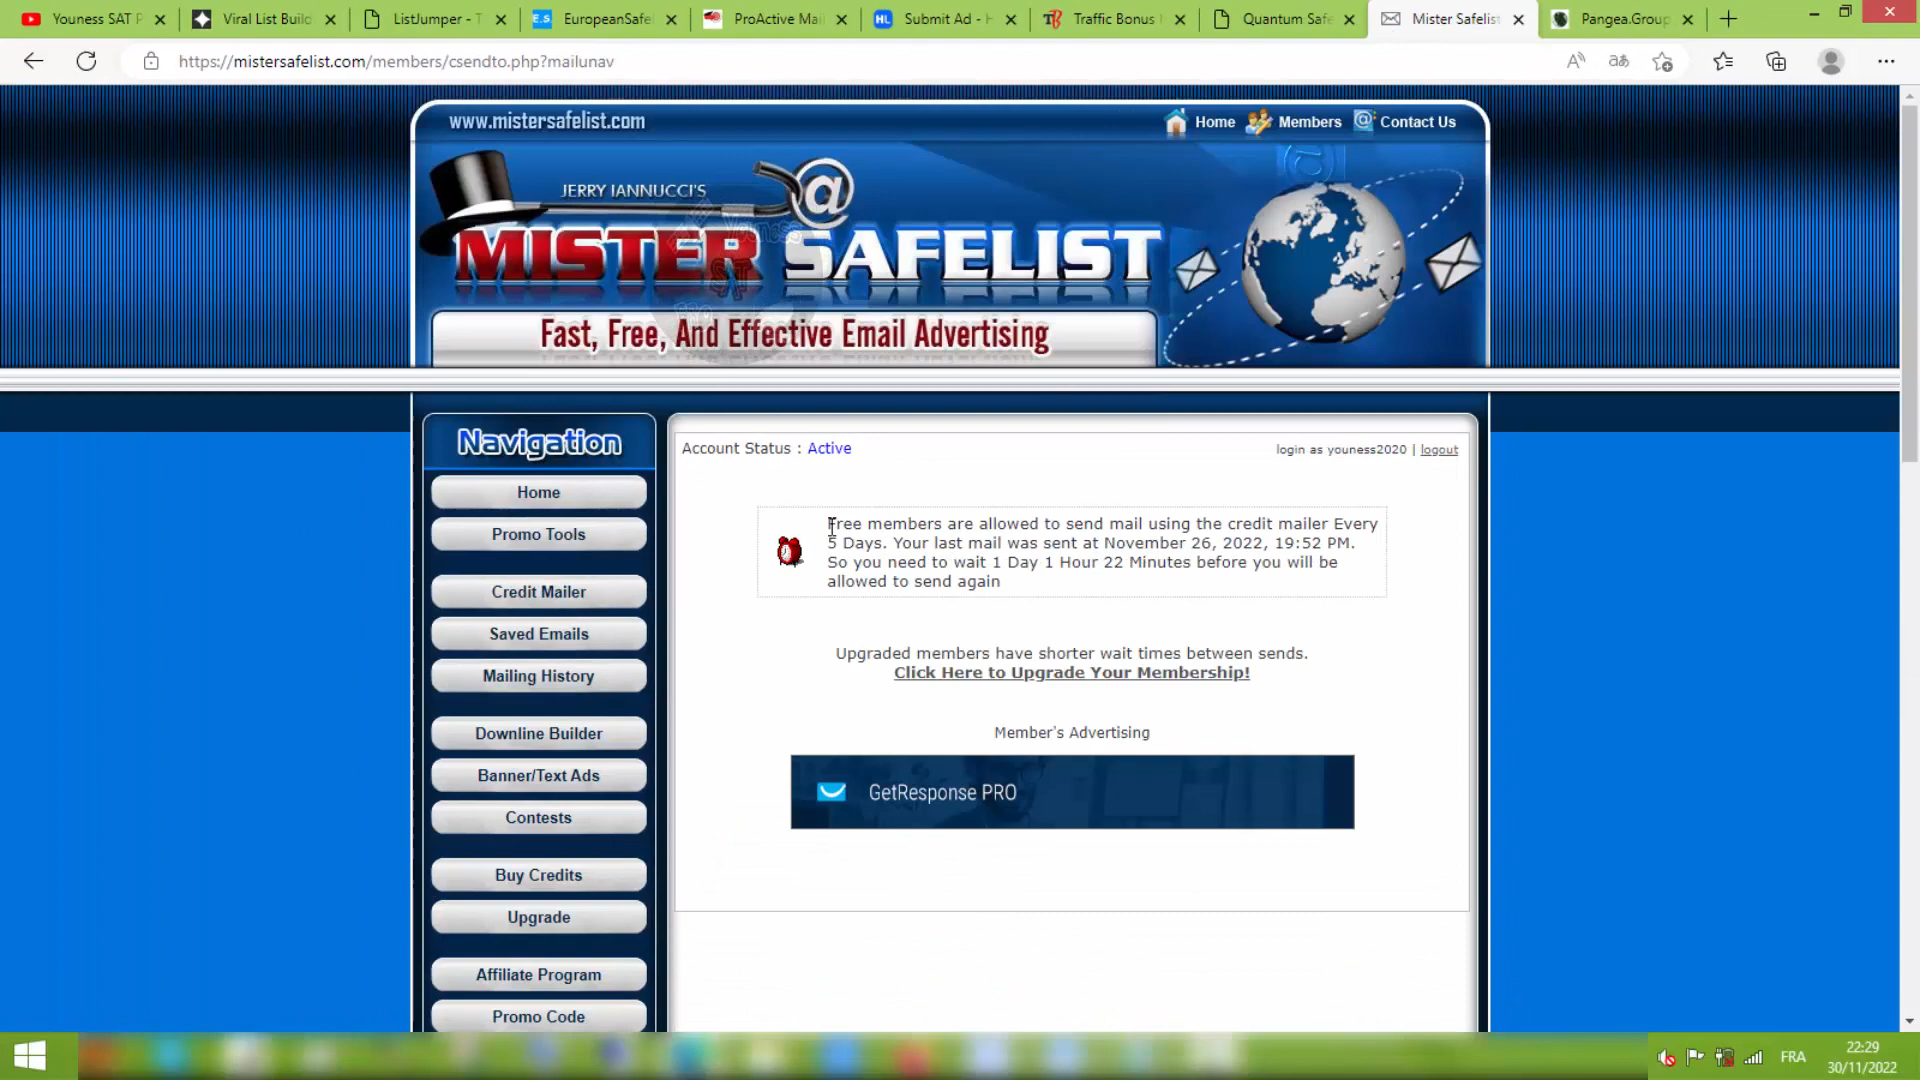 Youness SAT P
Viral List Build
ListJumper - T
EuropeanSafel
ProActive Mail
Submit Ad - H
Traffic Bonus
Quantum Safe
Mister Safelist
Pangea.Group
https://mistersafelist.com/members/csendto.php?mailunav
www.mistersafelist.com
Home
Members
Contact Us
JERRY IANNUCCI'S
MISTER SAFELIST
Fast, Free, And Effective Email Advertising
Navigation
Home
Promo Tools
Credit Mailer
Saved Emails
Mailing History
Downline Builder
Banner/Text Ads
Contests
Buy Credits
Upgrade
Affiliate Program
Promo Code
Account Status : Active
login as youness2020 | logout
Free members are allowed to send mail using the credit mailer Every
5 Days. Your last mail was sent at November 26, 2022, 19:52 PM.
So you need to wait 1 Day 1 Hour 22 Minutes before you will be
allowed to send again
Upgraded members have shorter wait times between sends.
Click Here to Upgrade Your Membership!
Member's Advertising
GetResponse PRO
FRA
22:29
30/11/2022